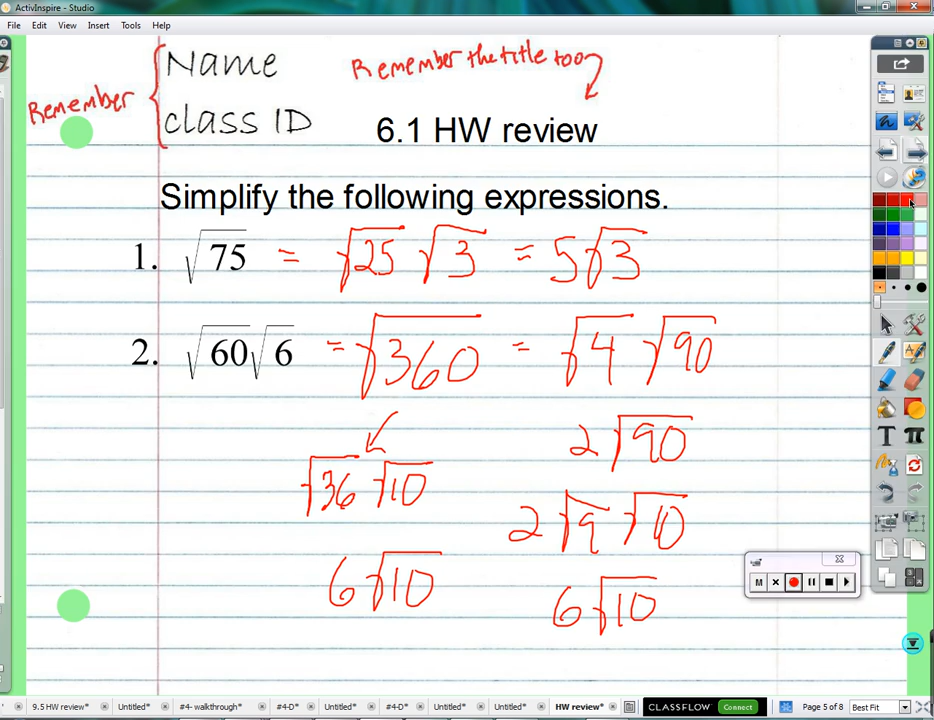 ActivInspire - Studio
File Edit View Insert Tools Help
Name
Remember the title too
Remember
class ID
6.1 HW review
Simplify the following expressions.
1. √75 = √25 √3 = 5√3
2. √60√6 = √360 = √4 √90
2√90
√36 √10
2√9 √10
6√10
6√10
M
T
9.5 HW review* Untitled* #4- walkthrough* #4-D* Untitled* #4-D* Untitled* Untitled* HW review* CLASSFLOW Connect Page 5 of 8 Best Fit